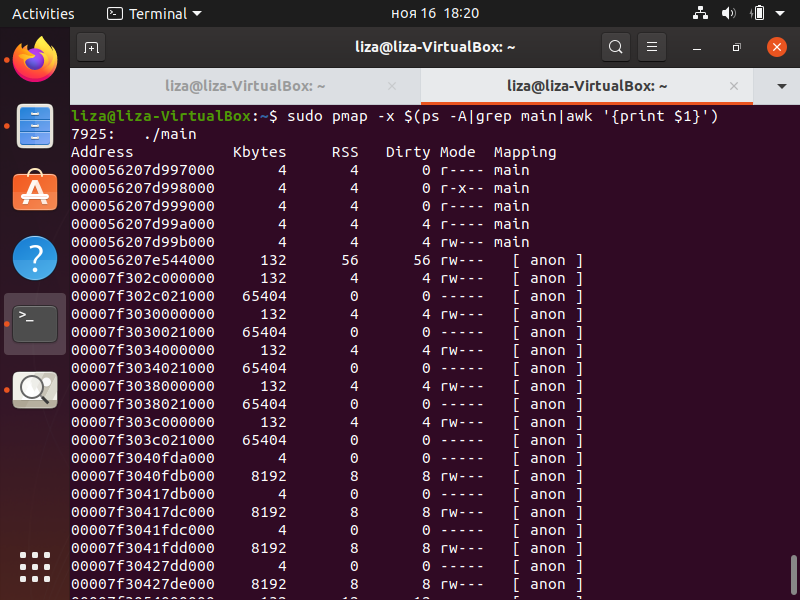 Activities Terminal ноя 16 18:20
liza@liza-VirtualBox: ~
liza@liza-VirtualBox: ~ × liza@liza-VirtualBox: ~ ×
liza@liza-VirtualBox:~$ sudo pmap -x $(ps -A|grep main|awk '{print $1}')
7925:   ./main
Address           Kbytes     RSS   Dirty Mode  Mapping
000056207d997000       4       4       0 r---- main
000056207d998000       4       4       0 r-x-- main
000056207d999000       4       4       0 r---- main
000056207d99a000       4       4       4 r---- main
000056207d99b000       4       4       4 rw--- main
000056207e544000     132      56      56 rw---   [ anon ]
00007f302c000000     132       4       4 rw---   [ anon ]
00007f302c021000   65404       0       0 -----   [ anon ]
00007f3030000000     132       4       4 rw---   [ anon ]
00007f3030021000   65404       0       0 -----   [ anon ]
00007f3034000000     132       4       4 rw---   [ anon ]
00007f3034021000   65404       0       0 -----   [ anon ]
00007f3038000000     132       4       4 rw---   [ anon ]
00007f3038021000   65404       0       0 -----   [ anon ]
00007f303c000000     132       4       4 rw---   [ anon ]
00007f303c021000   65404       0       0 -----   [ anon ]
00007f3040fda000       4       0       0 -----   [ anon ]
00007f3040fdb000    8192       8       8 rw---   [ anon ]
00007f30417db000       4       0       0 -----   [ anon ]
00007f30417dc000    8192       8       8 rw---   [ anon ]
00007f3041fdc000       4       0       0 -----   [ anon ]
00007f3041fdd000    8192       8       8 rw---   [ anon ]
00007f30427dd000       4       0       0 -----   [ anon ]
00007f30427de000    8192       8       8 rw---   [ anon ]